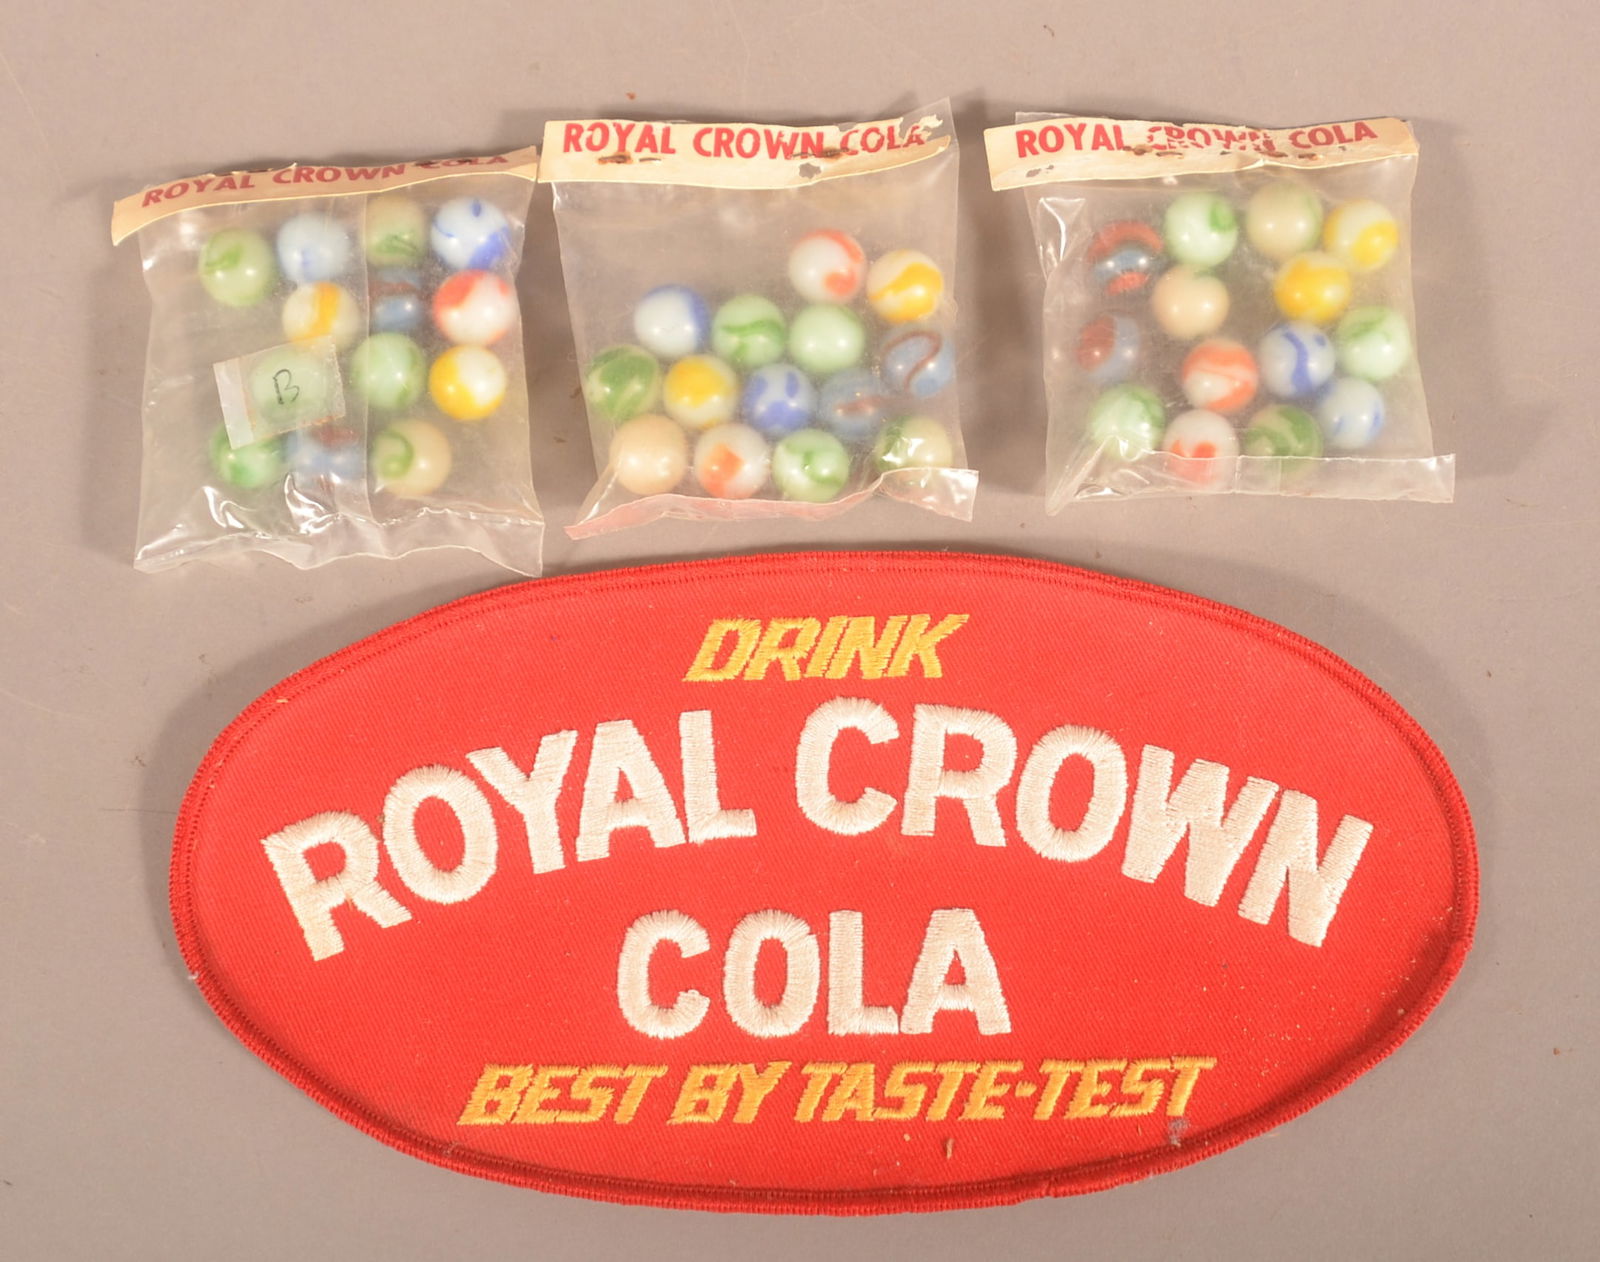 ROYAL CROWN COLA
ROYAL CROWN COLA
ROYAL CROWN COLA
B
DRINK
ROYAL CROWN
COLA
BEST BY TASTE-TEST